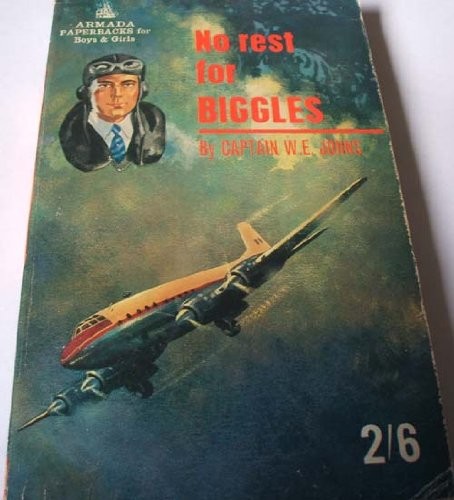 ARMADA
PAPERBACKS for
Boys & Girls
No rest
for
BIGGLES
By CAPTAIN W.E. JOHNS
2/6